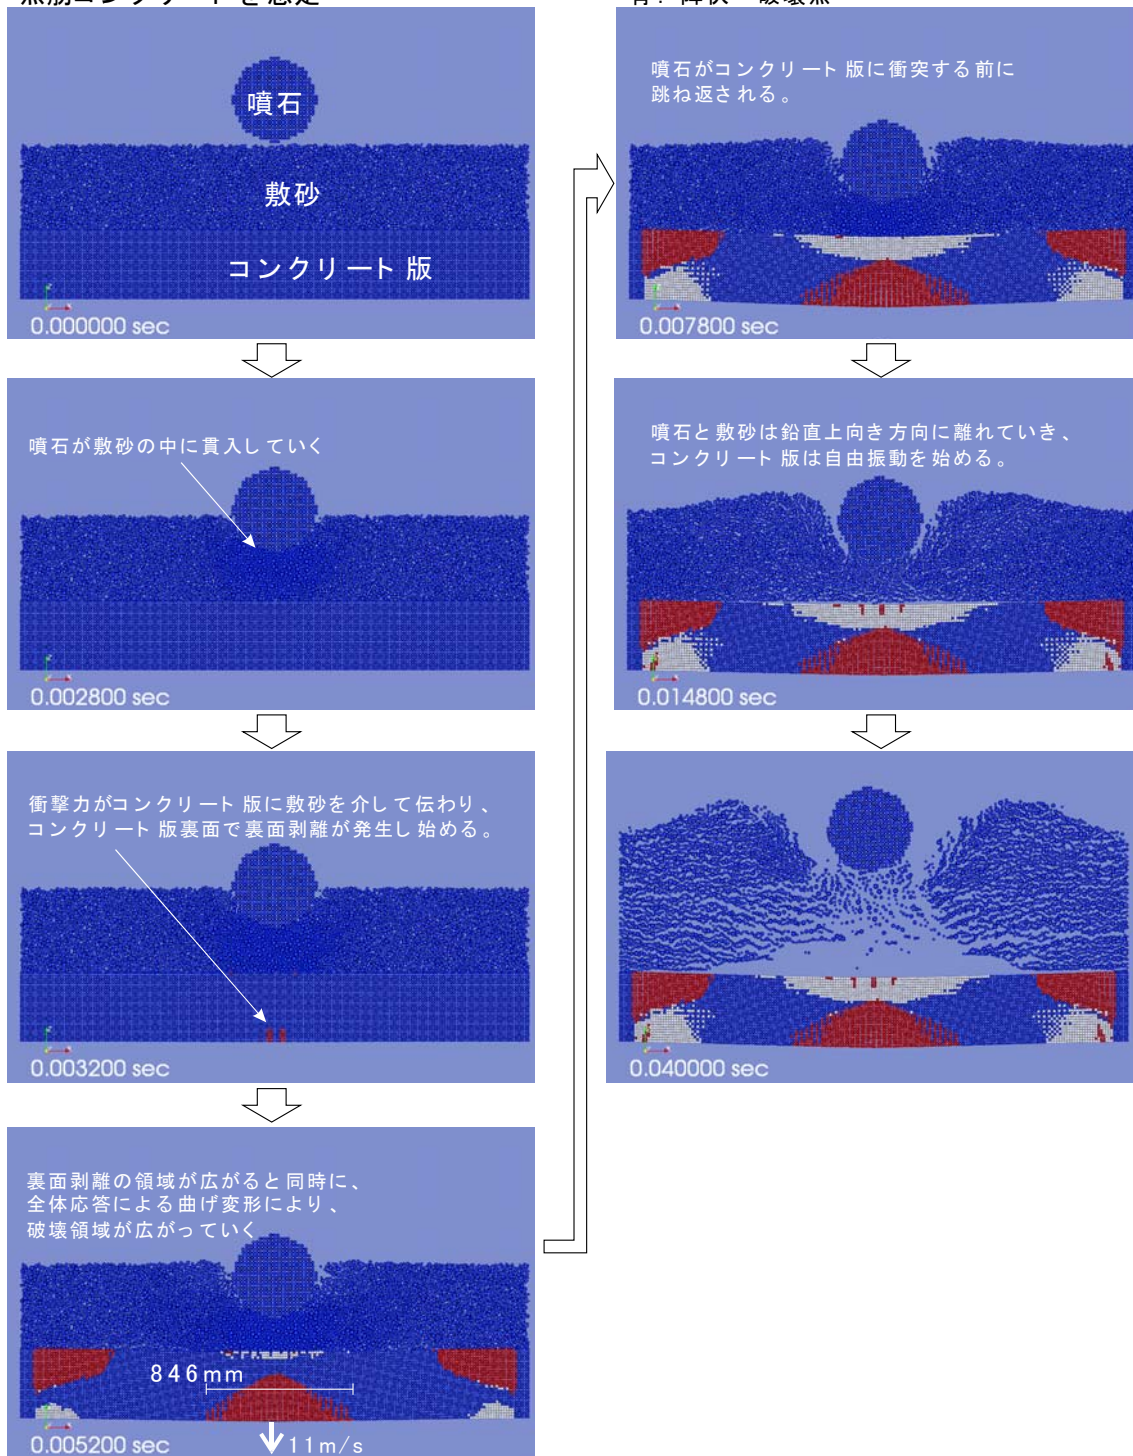 噴石
敷砂
コンクリート版
0.000000 sec
噴石が敷砂の中に貫入していく
0.002800 sec
衝撃力がコンクリート版に敷砂を介して伝わり、
コンクリート版裏面で裏面剥離が発生し始める。
0.003200 sec
裏面剥離の領域が広がると同時に、
全体応答による曲げ変形により、
破壊領域が広がっていく
846mm
0.005200 sec
11m/s
噴石がコンクリート版に衝突する前に
跳ね返される。
0.007800 sec
噴石と敷砂は鉛直上向き方向に離れていき、
コンクリート版は自由振動を始める。
0.014800 sec
0.040000 sec